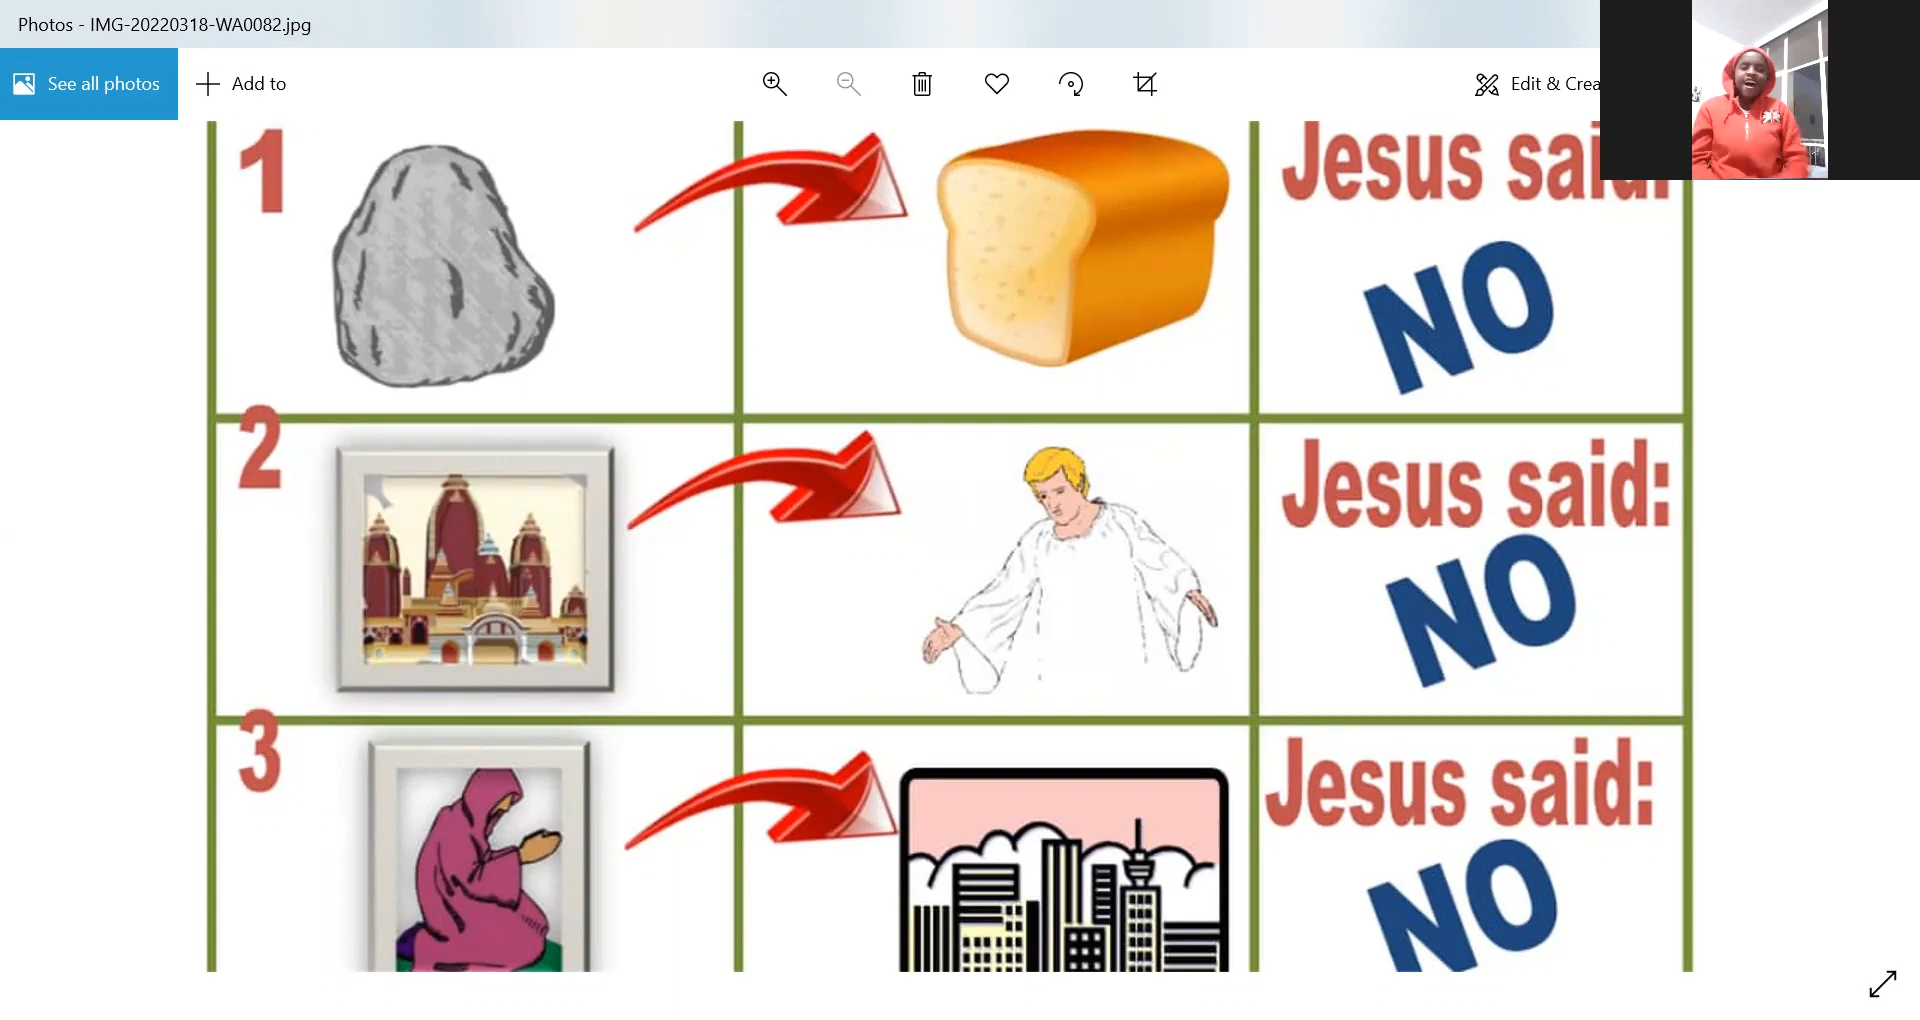 Photos - IMG-20220318-WA0082.jpg
See all photos
Add to
Edit & Crea
1
Jesus said:
NO
2
Jesus said:
NO
3
Jesus said:
NO